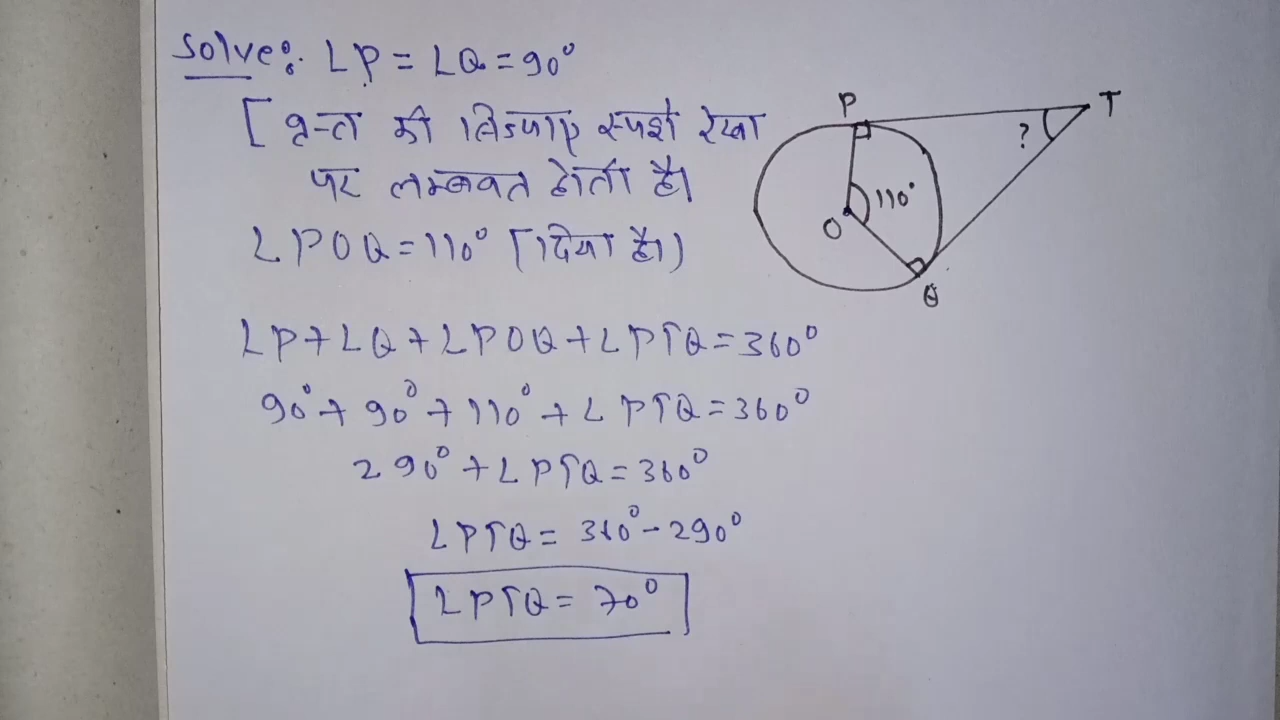 Solve:. ∠P = ∠Q = 90°
[ वृत्त की त्रिज्याएं स्पर्श रेखा
पर लम्बवत होती है।
∠POQ = 110° [दिया है।)
∠P + ∠Q + ∠POQ + ∠PTQ = 360°
90° + 90° + 110° + ∠PTQ = 360°
290° + ∠PTQ = 360°
∠PTQ = 360° - 290°
∠PTQ = 70°
P
T
?
110°
O
Q